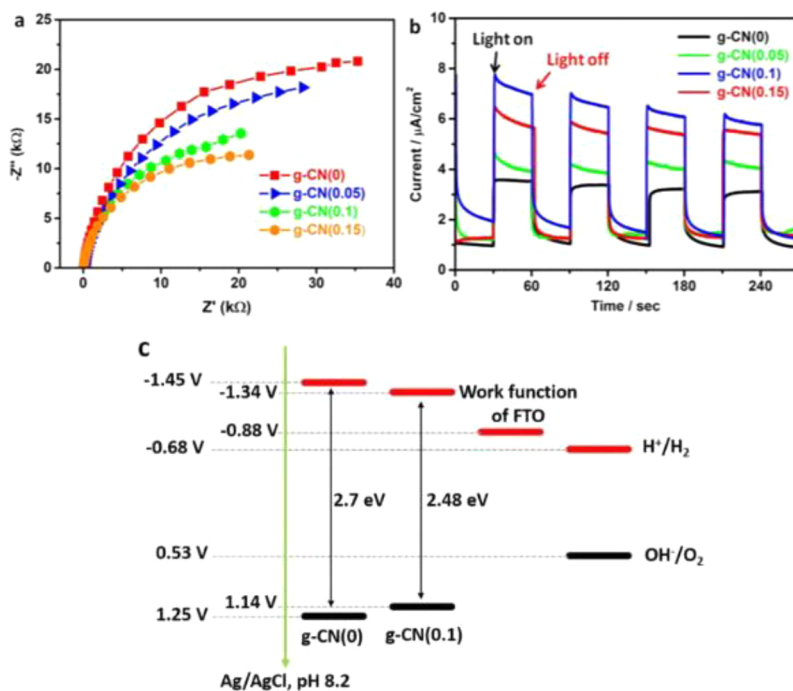 a
-Z'' (kΩ)
25
20
15
10
5
0
g-CN(0)
g-CN(0.05)
g-CN(0.1)
g-CN(0.15)
0 10 20 30 40
Z' (kΩ)
b
Current / μA/cm²
10
8
6
4
2
0
Light on
Light off
g-CN(0)
g-CN(0.05)
g-CN(0.1)
g-CN(0.15)
0 60 120 180 240
Time / sec
c
-1.45 V
-1.34 V
Work function
of FTO
-0.88 V
-0.68 V
H⁺/H₂
2.7 eV
2.48 eV
0.53 V
OH⁻/O₂
1.14 V
1.25 V
g-CN(0)
g-CN(0.1)
Ag/AgCl, pH 8.2